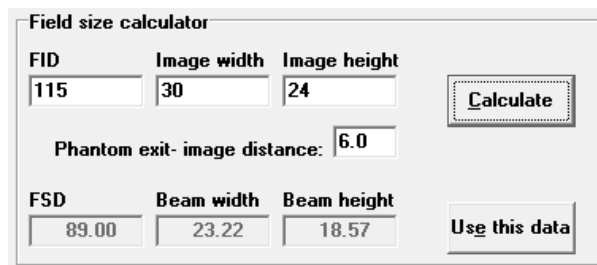 Field size calculator
FID Image width Image height
115 30 24
Calculate
Phantom exit- image distance: 6.0
FSD Beam width Beam height
89.00 23.22 18.57
Use this data